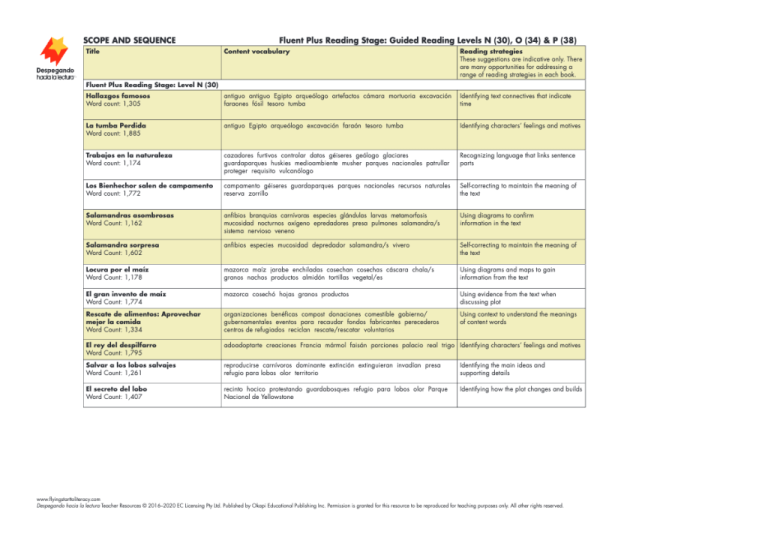 SCOPE AND SEQUENCE
Fluent Plus Reading Stage: Guided Reading Levels N (30), O (34) & P (38)
Despegando
hacia la lectura
Title
Content vocabulary
Reading strategies
These suggestions are indicative only. There
are many opportunities for addressing a
range of reading strategies in each book.
Fluent Plus Reading Stage: Level N (30)
Hallazgos famosos
Word count: 1,305
antiguo antiguo Egipto arqueólogo artefactos cámara mortuoria excavación
faraones fósil tesoro tumba
Identifying text connectives that indicate
time
La tumba Perdida
Word count: 1,885
antiguo Egipto arqueólogo excavación faraón tesoro tumba
Identifying characters' feelings and motives
Trabajos en la naturaleza
Word count: 1,174
cazadores furtivos controlar datos géiseres geólogo glaciares
guardaparques huskies medioambiente musher parques nacionales patrullar
proteger requisito vulcanólogo
Recognizing language that links sentence
parts
Los Bienhechor salen de campamento
Word count: 1,772
campamento géiseres guardaparques parques nacionales recursos naturales
reserva zorrillo
Self-correcting to maintain the meaning of
the text
Salamandras asombrosas
Word Count: 1,162
anfibios branquias carnívoras especies glándulas larvas metamorfosis
mucosidad nocturnos oxígeno epredadores presa pulmones salamandra/s
sistema nervioso veneno
Using diagrams to confirm
information in the text
Salamandra sorpresa
Word Count: 1,602
anfibios especies mucosidad depredador salamandra/s vivero
Self-correcting to maintain the meaning of
the text
Locura por el maíz
Word Count: 1,178
mazorca maíz jarabe enchiladas cosechan cosechas cáscara chala/s
granos nachos productos almidón tortillas vegetal/es
Using diagrams and maps to gain
information from the text
El gran invento de maíz
Word Count: 1,774
mazorca cosechó hojas granos productos
Using evidence from the text when
discussing plot
Rescate de alimentos: Aprovechar
mejor la comida
Word Count: 1,334
organizaciones benéficas compost donaciones comestible gobierno/
gubernamentales eventos para recaudar fondos fabricantes perecederos
centros de refugiados reciclan rescate/rescatar voluntarios
Using context to understand the meanings
of content words
El rey del despilfarro
Word Count: 1,795
adoadoptarte creaciones Francia mármol faisán porciones palacio real trigo
Identifying characters' feelings and motives
Salvar a los lobos salvajes
Word Count: 1,261
reproducirse carnívoros dominante extinción extinguieran invadían presa
refugio para lobos olor territorio
Identifying the main ideas and
supporting details
El secreto del lobo
Word Count: 1,407
recinto hocico protestando guardabosques refugio para lobos olor Parque
Nacional de Yellowstone
Identifying how the plot changes and builds
www.flyingstarttoliteracy.com
Despegando hacia la lectura Teacher Resources © 2016–2020 EC Licensing Pty Ltd. Published by Okapi Educational Publishing Inc. Permission is granted for this resource to be reproduced for teaching purposes only. All other rights reserved.